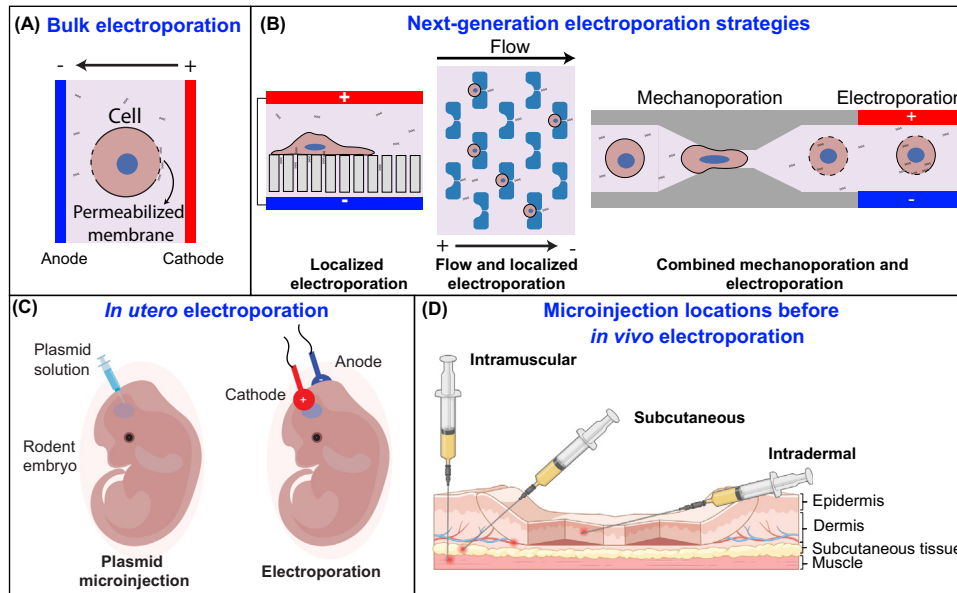 (A) Bulk electroporation
- +
Cell
Permeabilized
membrane
Anode Cathode
(B) Next-generation electroporation strategies
Flow
+
-
Localized
electroporation
+ -
Flow and localized
electroporation
Mechanoporation Electroporation
+
-
Combined mechanoporation and
electroporation
(C) In utero electroporation
Plasmid
solution
Rodent
embryo
Plasmid
microinjection
Anode
Cathode
-
+
Electroporation
(D) Microinjection locations before
in vivo electroporation
Intramuscular
Subcutaneous
Intradermal
Epidermis
Dermis
Subcutaneous tissue
Muscle